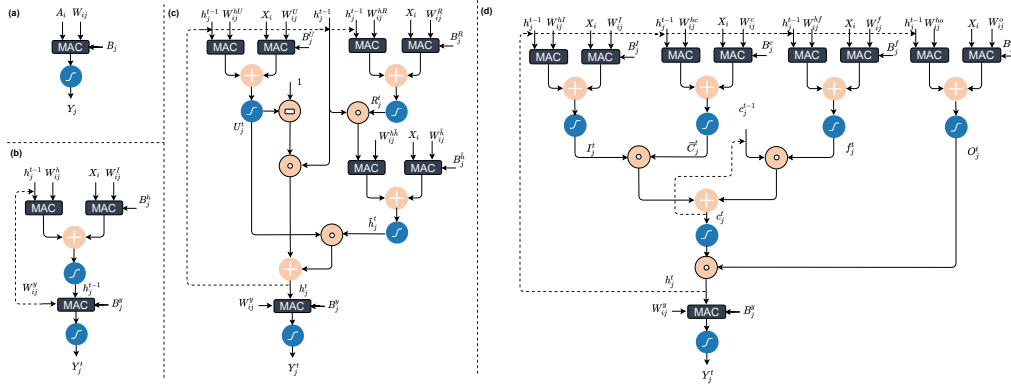 (a)
A_i W_ij
MAC
B_j
Y_j
(b)
h_j^{t-1} W_ij^h X_i W_ij^I
MAC MAC
B_j^h
W_ij^y
h_j^{t-1}
MAC
B_j^y
Y_j^t
(c)
h_j^{t-1} W_ij^{hU} X_i W_ij^U h_j^{t-1} h_j^{t-1} W_ij^{hR} X_i W_ij^R
MAC MAC B_j^U MAC MAC B_j^R
1
U_j^t
R_j^t
W_ij^{hh̃} X_i W_ij^{h̃}
MAC MAC
B_j^{h̃}
h̃_j^t
h_j^t
W_ij^y MAC B_j^y
Y_j^t
(d)
h_j^{t-1} W_ij^{hI} X_i W_ij^I h_j^{t-1} W_ij^{hc} X_i W_ij^c h_j^{t-1} W_ij^{hf} X_i W_ij^f h_j^{t-1} W_ij^{ho} X_i W_ij^o
MAC MAC B_j^I MAC MAC B_j^c MAC MAC B_j^f MAC MAC
c_j^{t-1}
I_j^t C̃_j^t f_j^t O_j^t
c_j^t
h_j^t
W_ij^y MAC B_j^y
Y_j^t